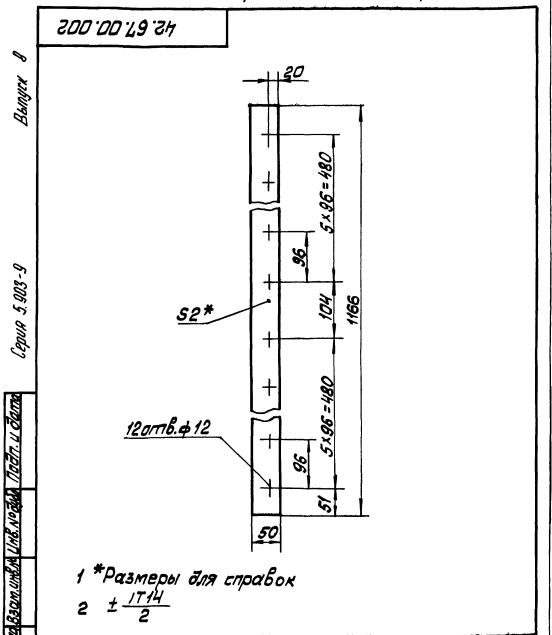 42.67.00.002
Выпуск 8
Серия 5.903-9
20
5×96=480
96
104
1166
S2*
5×96=480
12отв.ф12
96
51
50
Подп. и дата
Инв.№дубл
Взам.инв.№
1 *Размеры для справок
2 ± IT14
2